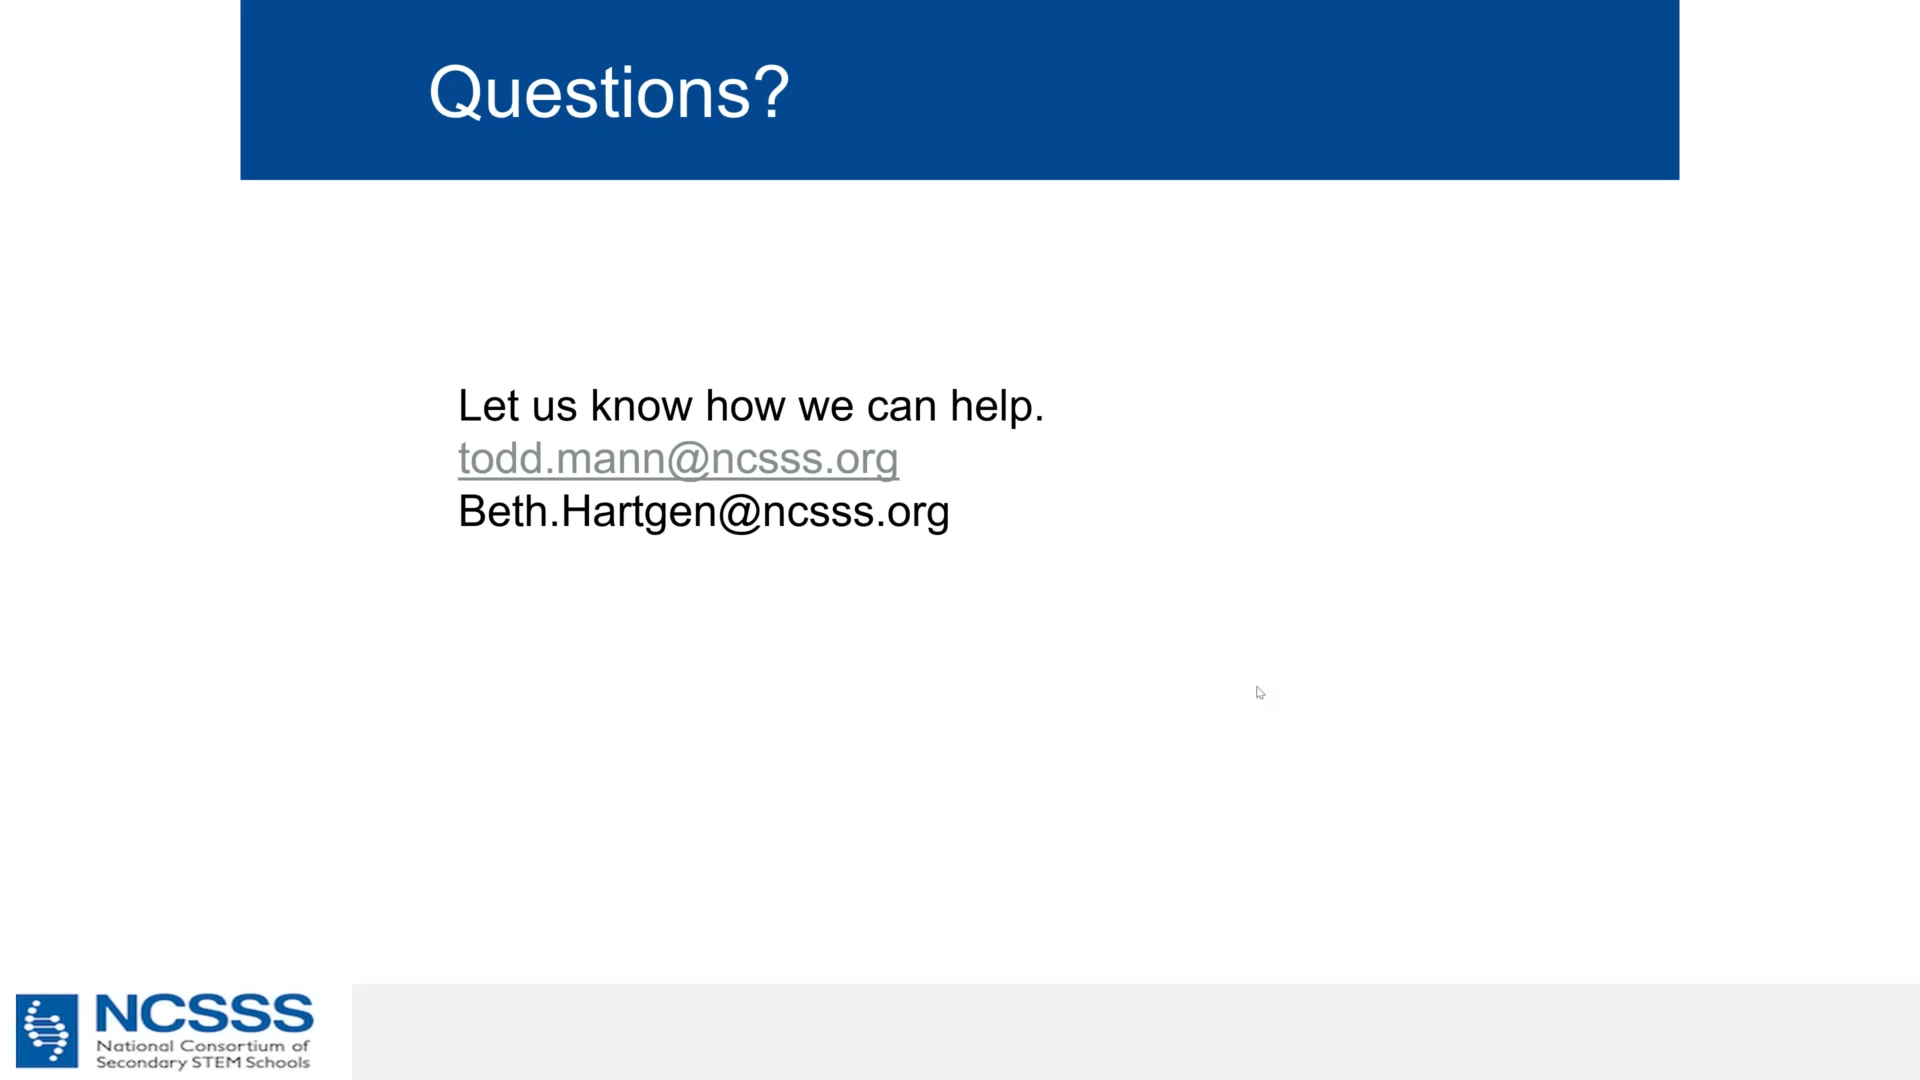 Questions?
Let us know how we can help.
todd.mann@ncsss.org
Beth.Hartgen@ncsss.org
NCSSS
National Consortium of
Secondary STEM Schools